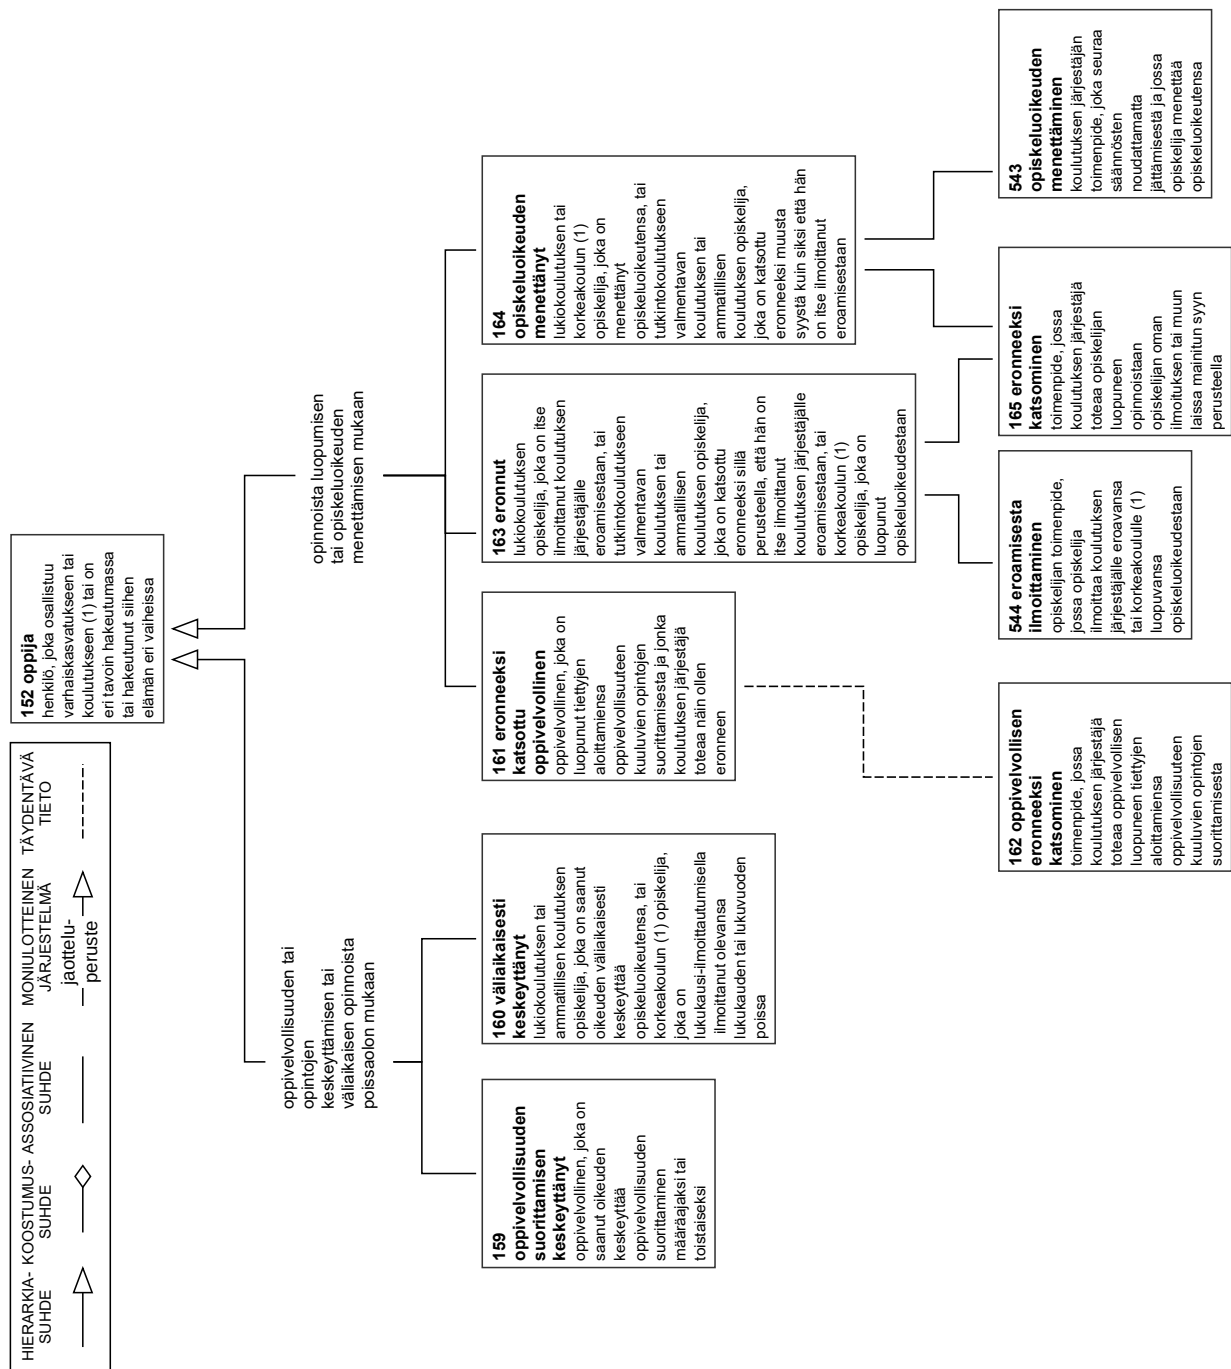 HIERARKIA-
SUHDE
KOOSTUMUS-
SUHDE
ASSOSIATIIVINEN
SUHDE
MONIULOTTEINEN
JÄRJESTELMÄ
jaottelu-
peruste
TÄYDENTÄVÄ
TIETO
152 oppija
henkilö, joka osallistuu
varhaiskasvatukseen tai
koulutukseen (1) tai on
eri tavoin hakeutumassa
tai hakeutunut siihen
elämän eri vaiheissa
oppivelvollisuuden tai
opintojen
keskeyttämisen tai
väliaikaisen opinnoista
poissaolon mukaan
opinnoista luopumisen
tai opiskeluoikeuden
menettämisen mukaan
159
oppivelvollisuuden
suorittamisen
keskeyttänyt
oppivelvollinen, joka on
saanut oikeuden
keskeyttää
oppivelvollisuuden
suorittaminen
määräajaksi tai
toistaiseksi
160 väliaikaisesti
keskeyttänyt
lukiokoulutuksen tai
ammatillisen koulutuksen
opiskelija, joka on saanut
oikeuden väliaikaisesti
keskeyttää
opiskeluoikeutensa, tai
korkeakoulun (1) opiskelija,
joka on
lukukausi-ilmoittautumisella
ilmoittanut olevansa
lukukauden tai lukuvuoden
poissa
161 eronneeksi
katsottu
oppivelvollinen
oppivelvollinen, joka on
luopunut tiettyjen
aloittamiensa
oppivelvollisuuteen
kuuluvien opintojen
suorittamisesta ja jonka
koulutuksen järjestäjä
toteaa näin ollen
eronneen
163 eronnut
lukiokoulutuksen
opiskelija, joka on itse
ilmoittanut koulutuksen
järjestäjälle
eroamisestaan, tai
tutkintokoulutukseen
valmentavan
koulutuksen tai
ammatillisen
koulutuksen opiskelija,
joka on katsottu
eronneeksi sillä
perusteella, että hän on
itse ilmoittanut
koulutuksen järjestäjälle
eroamisestaan, tai
korkeakoulun (1)
opiskelija, joka on
luopunut
opiskeluoikeudestaan
164
opiskeluoikeuden
menettänyt
lukiokoulutuksen tai
korkeakoulun (1)
opiskelija, joka on
menettänyt
opiskeluoikeutensa, tai
tutkintokoulutukseen
valmentavan
koulutuksen tai
ammatillisen
koulutuksen opiskelija,
joka on katsottu
eronneeksi muusta
syystä kuin siksi että hän
on itse ilmoittanut
eroamisestaan
162 oppivelvollisen
eronneeksi
katsominen
toimenpide, jossa
koulutuksen järjestäjä
toteaa oppivelvollisen
luopuneen tiettyjen
aloittamiensa
oppivelvollisuuteen
kuuluvien opintojen
suorittamisesta
544 eroamisesta
ilmoittaminen
opiskelijan toimenpide,
jossa opiskelija
ilmoittaa koulutuksen
järjestäjälle eroavansa
tai korkeakoululle (1)
luopuvansa
opiskeluoikeudestaan
165 eronneeksi
katsominen
toimenpide, jossa
koulutuksen järjestäjä
toteaa opiskelijan
luopuneen
opinnoistaan
opiskelijan oman
ilmoituksen tai muun
laissa mainitun syyn
perusteella
543
opiskeluoikeuden
menettäminen
koulutuksen järjestäjän
toimenpide, joka seuraa
säännösten
noudattamatta
jättämisestä ja jossa
opiskelija menettää
opiskeluoikeutensa